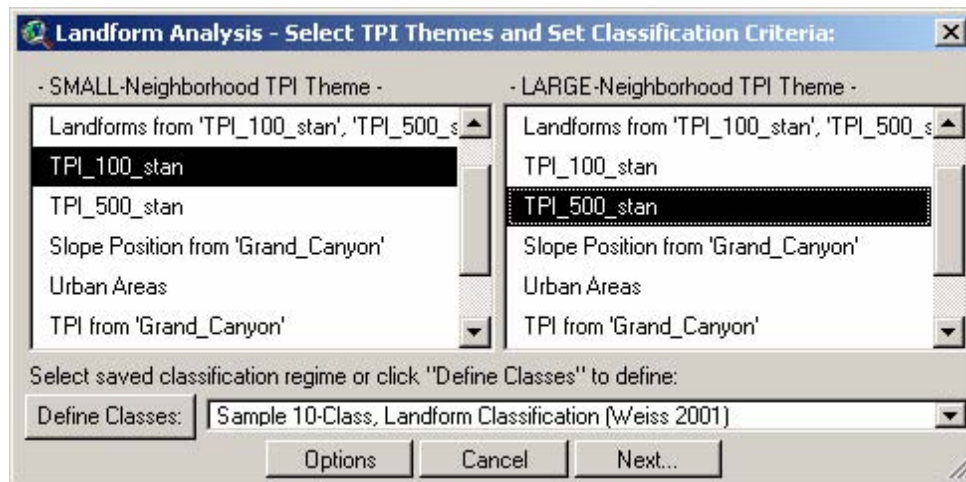 Landform Analysis - Select TPI Themes and Set Classification Criteria:
- SMALL-Neighborhood TPI Theme -
Landforms from 'TPI_100_stan', 'TPI_500_s
TPI_100_stan
TPI_500_stan
Slope Position from 'Grand_Canyon'
Urban Areas
TPI from 'Grand_Canyon'
- LARGE-Neighborhood TPI Theme -
Landforms from 'TPI_100_stan', 'TPI_500_s
TPI_100_stan
TPI_500_stan
Slope Position from 'Grand_Canyon'
Urban Areas
TPI from 'Grand_Canyon'
Select saved classification regime or click "Define Classes" to define:
Define Classes: Sample 10-Class, Landform Classification (Weiss 2001)
Options Cancel Next...